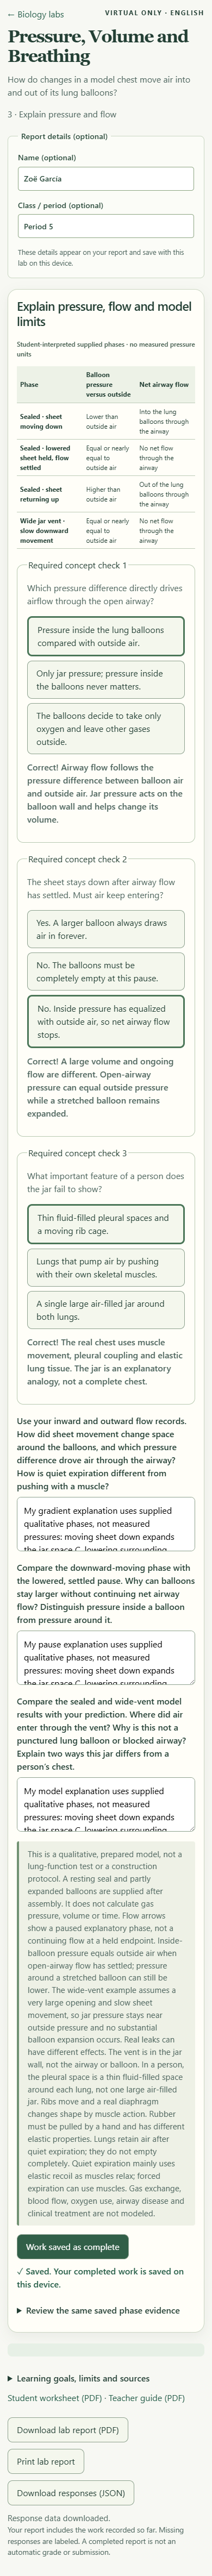 ← Biology labs
VIRTUAL ONLY · ENGLISH
Pressure, Volume and
Breathing
How do changes in a model chest move air into
and out of its lung balloons?
3 · Explain pressure and flow
Report details (optional)
Name (optional)
Zoë García
Class / period (optional)
Period 5
These details appear on your report and save with this
lab on this device.
Explain pressure, flow and model
limits
Student-interpreted supplied phases · no measured pressure
units
Phase
Balloon
pressure
versus outside
Net airflow
Sealed · sheet
moving down
Lower than
outside air
Into the lung
balloons through
the airway
Sealed · lowered
sheet held, flow
settled
Equal or nearly
equal to
outside air
No net flow
through the
airway
Sealed · sheet
returning up
Higher than
outside air
Out of the lung
balloons through
the airway
Wide jar vent ·
slow downward
movement
Equal or nearly
equal to
outside air
No net flow
through the
airway
Required concept check 1
Which pressure difference directly drives
airflow through the open airway?
Pressure inside the lung balloons
compared with outside air.
Only jar pressure; pressure inside
the balloons never matters.
The balloons decide to take only
oxygen and leave other gases
outside.
Correct! Airway flow follows the
pressure difference between balloon air
and outside air. Jar pressure acts on the
balloon wall and helps change its
volume.
Required concept check 2
The sheet stays down after airway flow
has settled. Must air keep entering?
Yes. A larger balloon always draws
air in forever.
No. The balloons must be
completely empty at this pause.
No. Inside pressure has equalized
with outside air, so net airway flow
stops.
Correct! A large volume and ongoing
flow are different. Open-airway
pressure can equal outside pressure
while a stretched balloon remains
expanded.
Required concept check 3
What important feature of a person does
the jar fail to show?
Thin fluid-filled pleural spaces and
a moving rib cage.
Lungs that pump air by pushing
with their own skeletal muscles.
A single large air-filled jar around
both lungs.
Correct! The real chest uses muscle
movement, pleural coupling and elastic
lung tissue. The jar is an explanatory
analogy, not a complete chest.
Use your inward and outward flow records.
How did sheet movement change space
around the balloons, and which pressure
difference drove air through the airway?
How is quiet expiration different from
pushing with a muscle?
My gradient explanation uses supplied
qualitative phases, not measured
pressures: moving sheet down expands
the jar space C, lowering surrounding
Compare the downward-moving phase with
the lowered, settled pause. Why can balloons
stay larger without continuing net airway
flow? Distinguish pressure inside a balloon
from pressure around it.
My pause explanation uses supplied
qualitative phases, not measured
pressures: moving sheet down expands
the jar space C, lowering surrounding
Compare the sealed and wide-vent model
results with your prediction. Where did air
enter through the vent? Why is this not a
punctured lung balloon or blocked airway?
Explain two ways this jar differs from a
person's chest.
My model explanation uses supplied
qualitative phases, not measured
pressures: moving sheet down expands
the jar space C, lowering surrounding
This is a qualitative, prepared model, not a
lung-function test or a construction
protocol. A resting seal and partly
expanded balloons are supplied after
assembly. It does not calculate gas
pressure, volume or time. Flow arrows
show a paused explanatory phase, not a
continuing flow at a held endpoint. Inside-
balloon pressure equals outside air when
open-airway flow has settled; pressure
around a stretched balloon can still be
lower. The wide-vent example assumes a
very large opening and slow sheet
movement, so jar pressure stays near
outside pressure and no substantial
balloon expansion occurs. Real leaks can
have different effects. The vent is in the jar
wall, not the airway or balloon. In a person,
the pleural space is a thin fluid-filled space
around each lung, not one large air-filled
jar. Ribs move and a real diaphragm
changes shape by muscle action. Rubber
must be pulled by a hand and has different
elastic properties. Lungs retain air after
quiet expiration; they do not empty
completely. Quiet expiration mainly uses
elastic recoil as muscles relax; forced
expiration can use muscles. Gas exchange,
blood flow, oxygen use, airway disease and
clinical treatment are not modeled.
Work saved as complete
✓ Saved. Your completed work is saved on
this device.
▶ Review the same saved phase evidence
▶ Learning goals, limits and sources
Student worksheet (PDF) · Teacher guide (PDF)
Download lab report (PDF)
Print lab report
Download responses (JSON)
Response data downloaded.
Your report includes the work recorded so far. Missing
responses are labeled. A completed report is not an
automatic grade or submission.